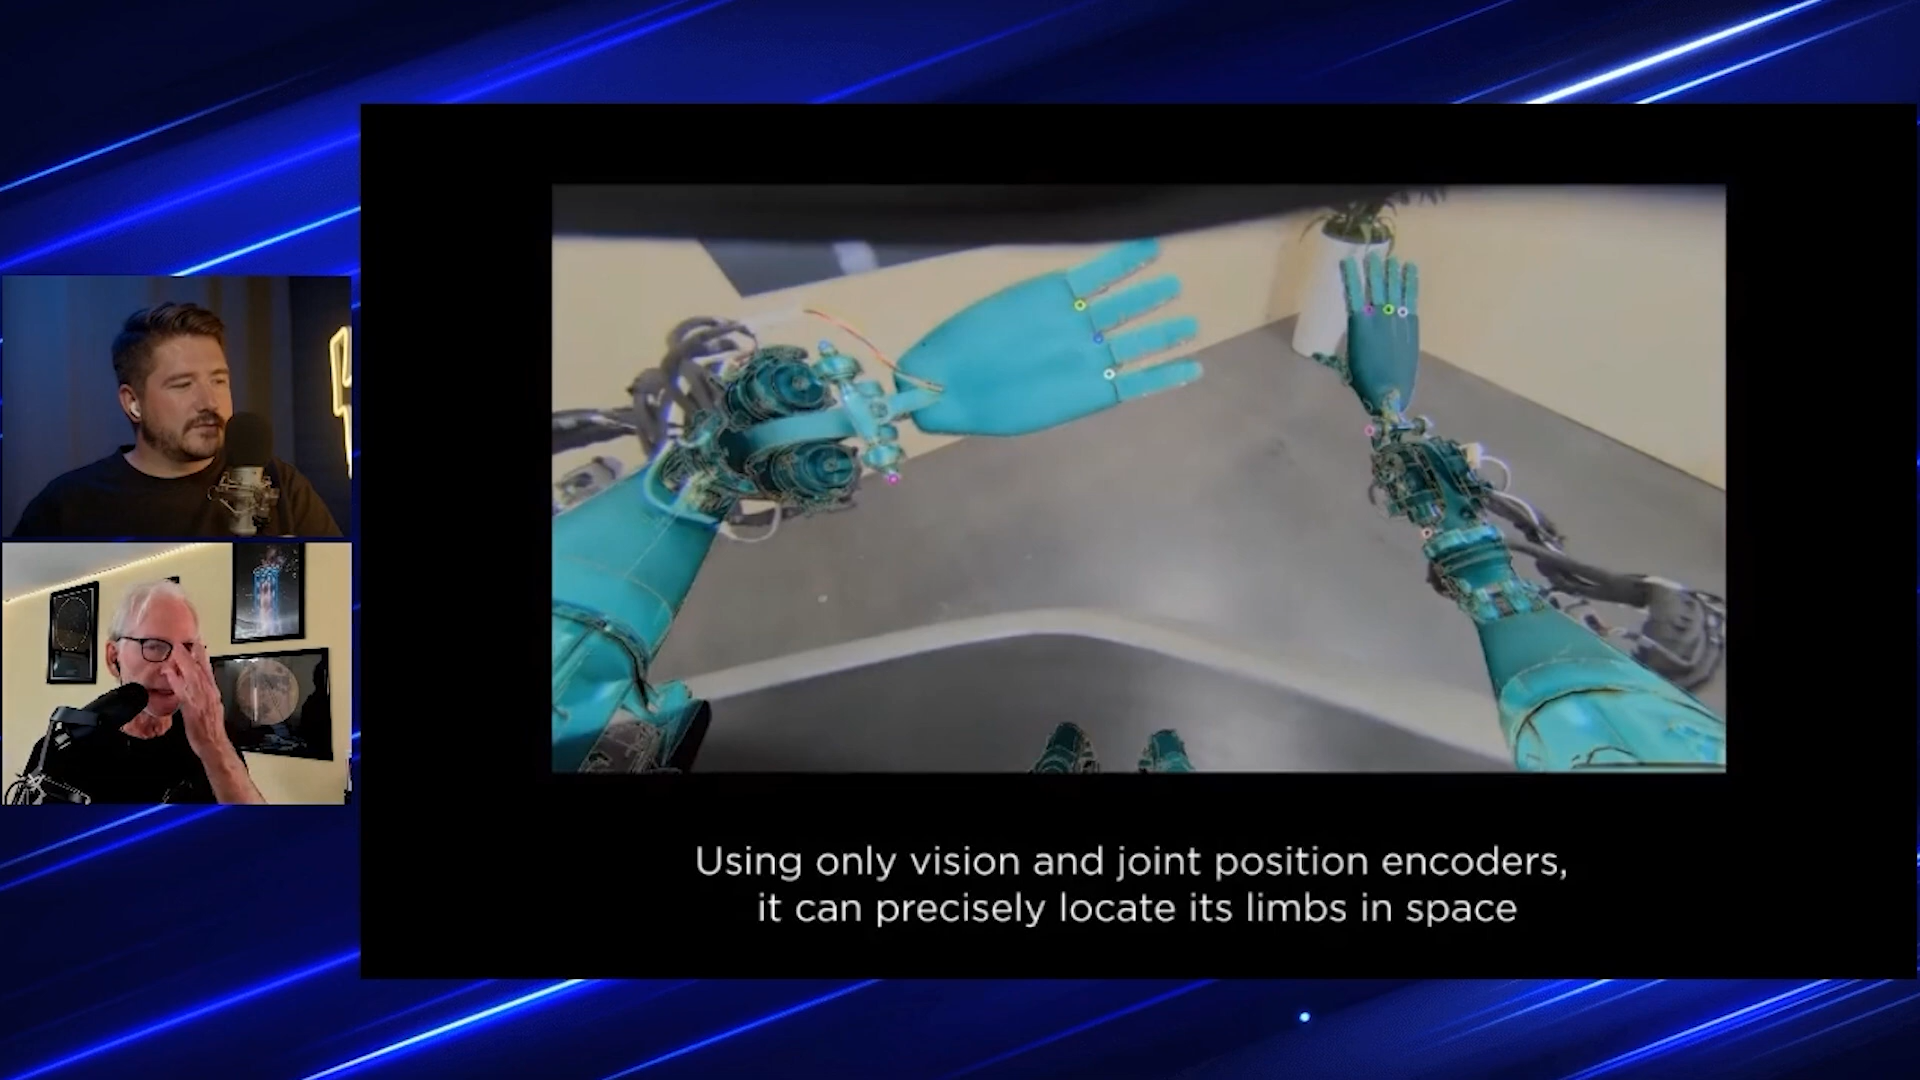 Using only vision and joint position encoders,
it can precisely locate its limbs in space